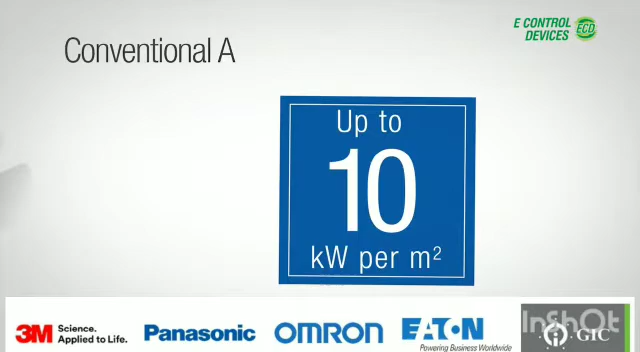 E CONTROL
DEVICES
ECD
Conventional A
Up to
10
kW per m²
3M Science.
Applied to Life.
Panasonic
OMRON
EATON
Powering Business Worldwide
InShOt
GIC